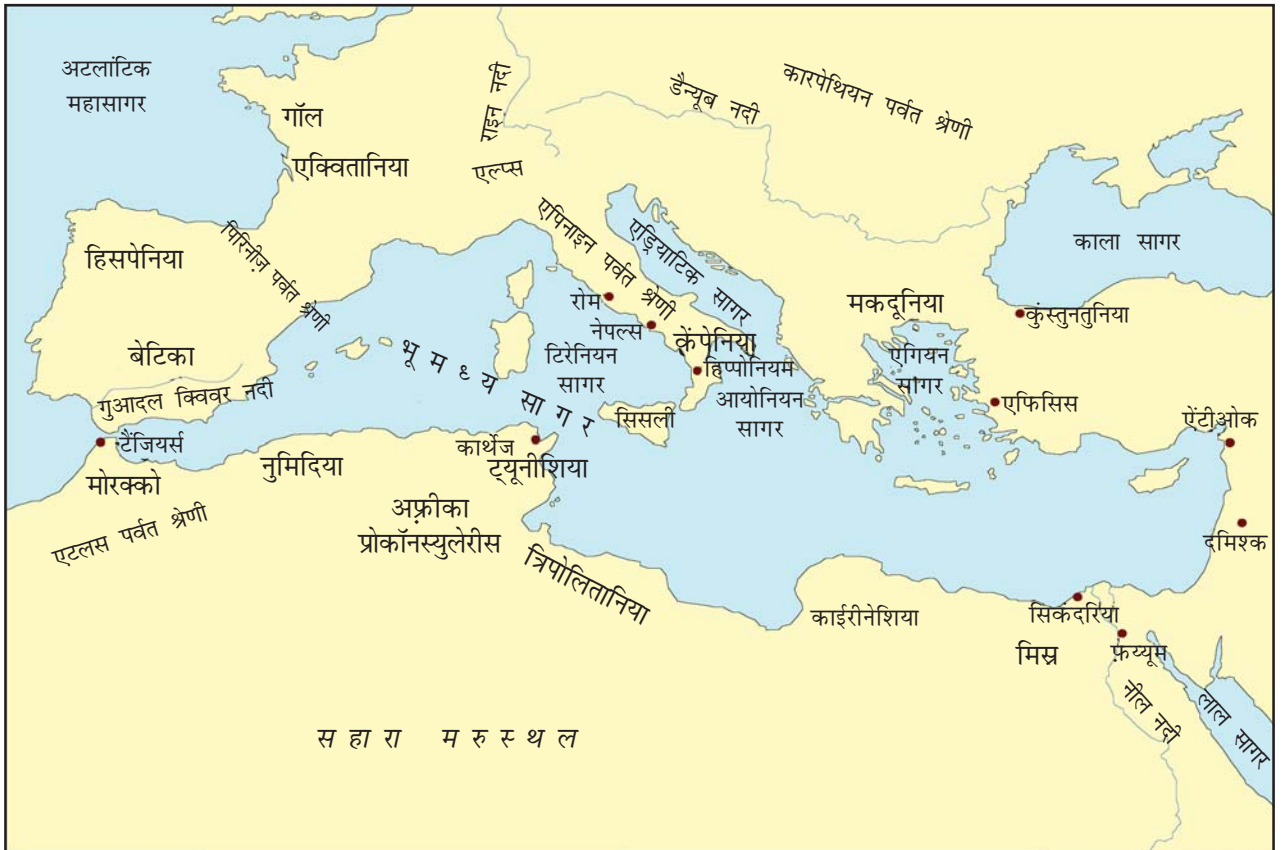 अटलांटिक
महासागर
गॉल
एक्वितानिया
राइन नदी
एल्प्स
डैन्यूब नदी
कारपेथियन पर्वत श्रेणी
हिसपेनिया
पिरिनीज़ पर्वत श्रेणी
एपिनाइन पर्वत श्रेणी
एड्रियाटिक सागर
काला सागर
रोम
नेपल्स
केंपेनिया
हिप्पोनियम
मकदूनिया
कुंस्तुनतुनिया
बेटिका
गुआदल क्विवर नदी
भूमध्य सागर
टिरेनियन
सागर
सिसली
आयोनियन
सागर
एगियन
सागर
एफिसिस
ऐंटीओक
टैंजियर्स
मोरक्को
एटलस पर्वत श्रेणी
नुमिदिया
कार्थेज
ट्यूनीशिया
अफ़्रीका
प्रोकॉनस्युलेरीस
त्रिपोलितानिया
काईरीनेशिया
दमिश्क
सिकंदरिया
मिस्र
फ़य्यूम
नील नदी
लाल सागर
सहारा मरुस्थल